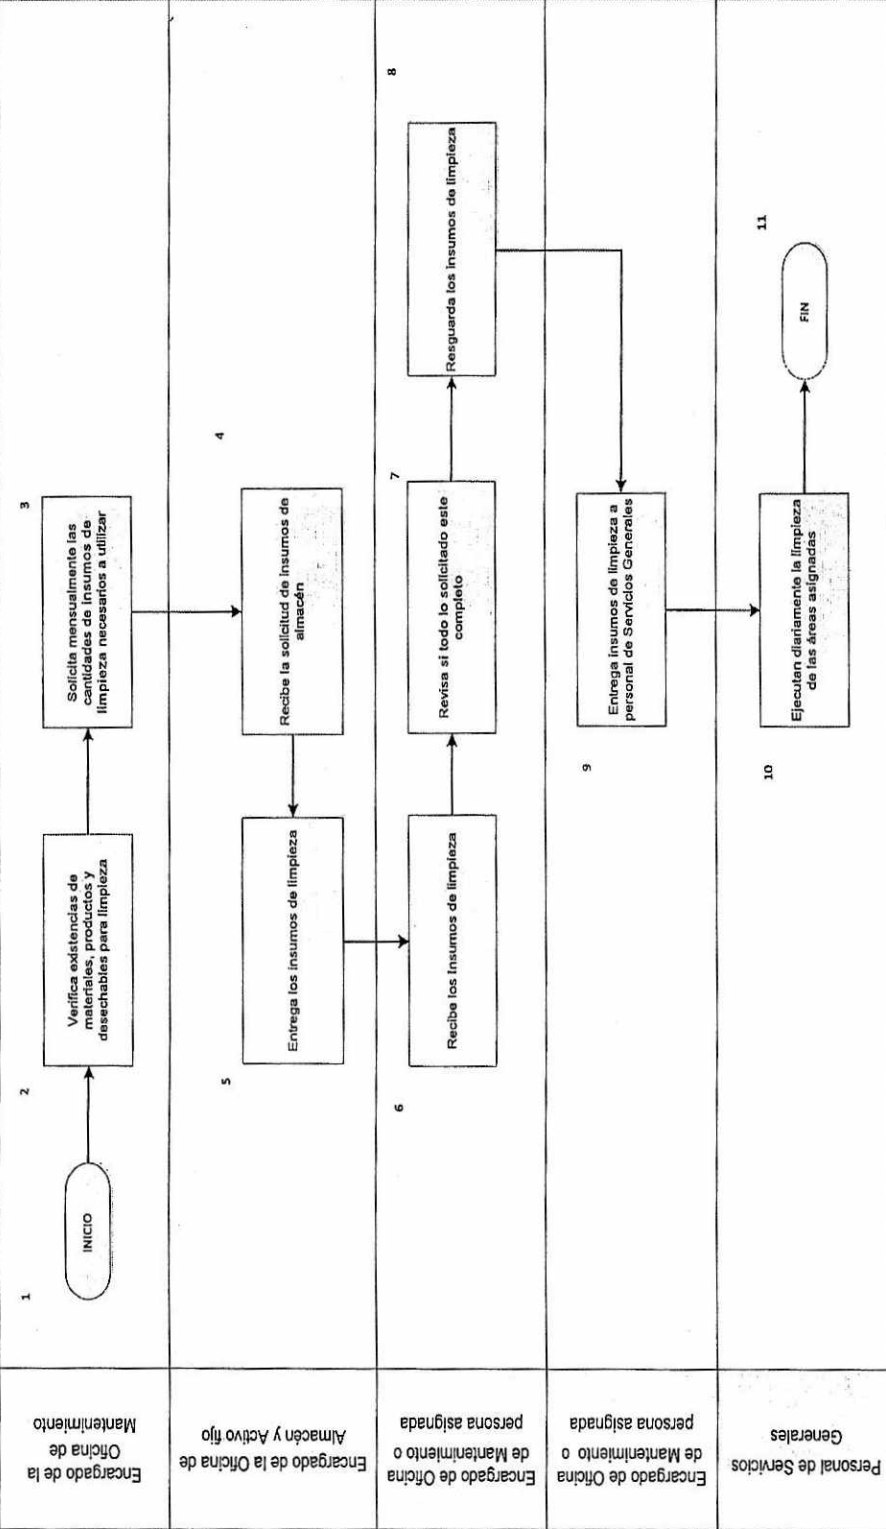 Encargado de la
Oficina de
Mantenimiento
1
INICIO
2
Verifica existencias de
materiales, productos y
desechables para limpieza
3
Solicita mensualmente las
cantidades de insumos de
limpieza necesarios a utilizar
Encargado de la Oficina de
Almacén y Activo fijo
4
Recibe la solicitud de insumos de
almacén
5
Entrega los insumos de limpieza
Encargado de Oficina
de Mantenimiento o
persona asignada
6
Recibe los Insumos de limpieza
7
Revisa si todo lo solicitado este
completo
8
Resguarda los insumos de limpieza
Encargado de Oficina
de Mantenimiento o
persona asignada
9
Entrega insumos de limpieza a
personal de Servicios Generales
Personal de Servicios
Generales
10
Ejecutan diariamente la limpieza
de las áreas asignadas
11
FIN